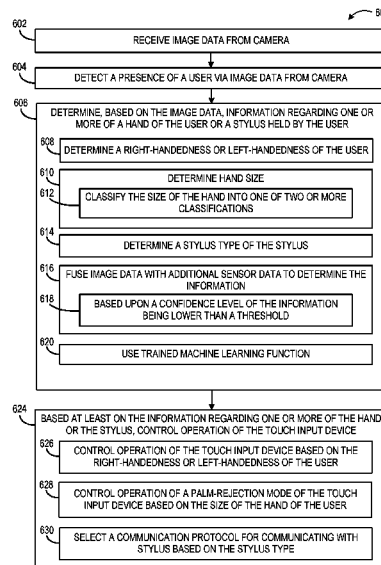 602
RECEIVE IMAGE DATA FROM CAMERA
604
DETECT A PRESENCE OF A USER VIA IMAGE DATA FROM CAMERA
606
DETERMINE, BASED ON THE IMAGE DATA, INFORMATION REGARDING ONE OR
MORE OF A HAND OF THE USER OR A STYLUS HELD BY THE USER
608
DETERMINE A RIGHT-HANDEDNESS OR LEFT-HANDEDNESS OF THE USER
610
DETERMINE HAND SIZE
612
CLASSIFY THE SIZE OF THE HAND INTO ONE OF TWO OR MORE
CLASSIFICATIONS
614
DETERMINE A STYLUS TYPE OF THE STYLUS
616
FUSE IMAGE DATA WITH ADDITIONAL SENSOR DATA TO DETERMINE THE
INFORMATION
618
BASED UPON A CONFIDENCE LEVEL OF THE INFORMATION
BEING LOWER THAN A THRESHOLD
620
USE TRAINED MACHINE LEARNING FUNCTION
624
BASED AT LEAST ON THE INFORMATION REGARDING ONE OR MORE OF THE HAND
OR THE STYLUS, CONTROL OPERATION OF THE TOUCH INPUT DEVICE
626
CONTROL OPERATION OF THE TOUCH INPUT DEVICE BASED ON THE
RIGHT-HANDEDNESS OR LEFT-HANDEDNESS OF THE USER
628
CONTROL OPERATION OF A PALM-REJECTION MODE OF THE TOUCH
INPUT DEVICE BASED ON THE SIZE OF THE HAND OF THE USER
630
SELECT A COMMUNICATION PROTOCOL FOR COMMUNICATING WITH
STYLUS BASED ON THE STYLUS TYPE